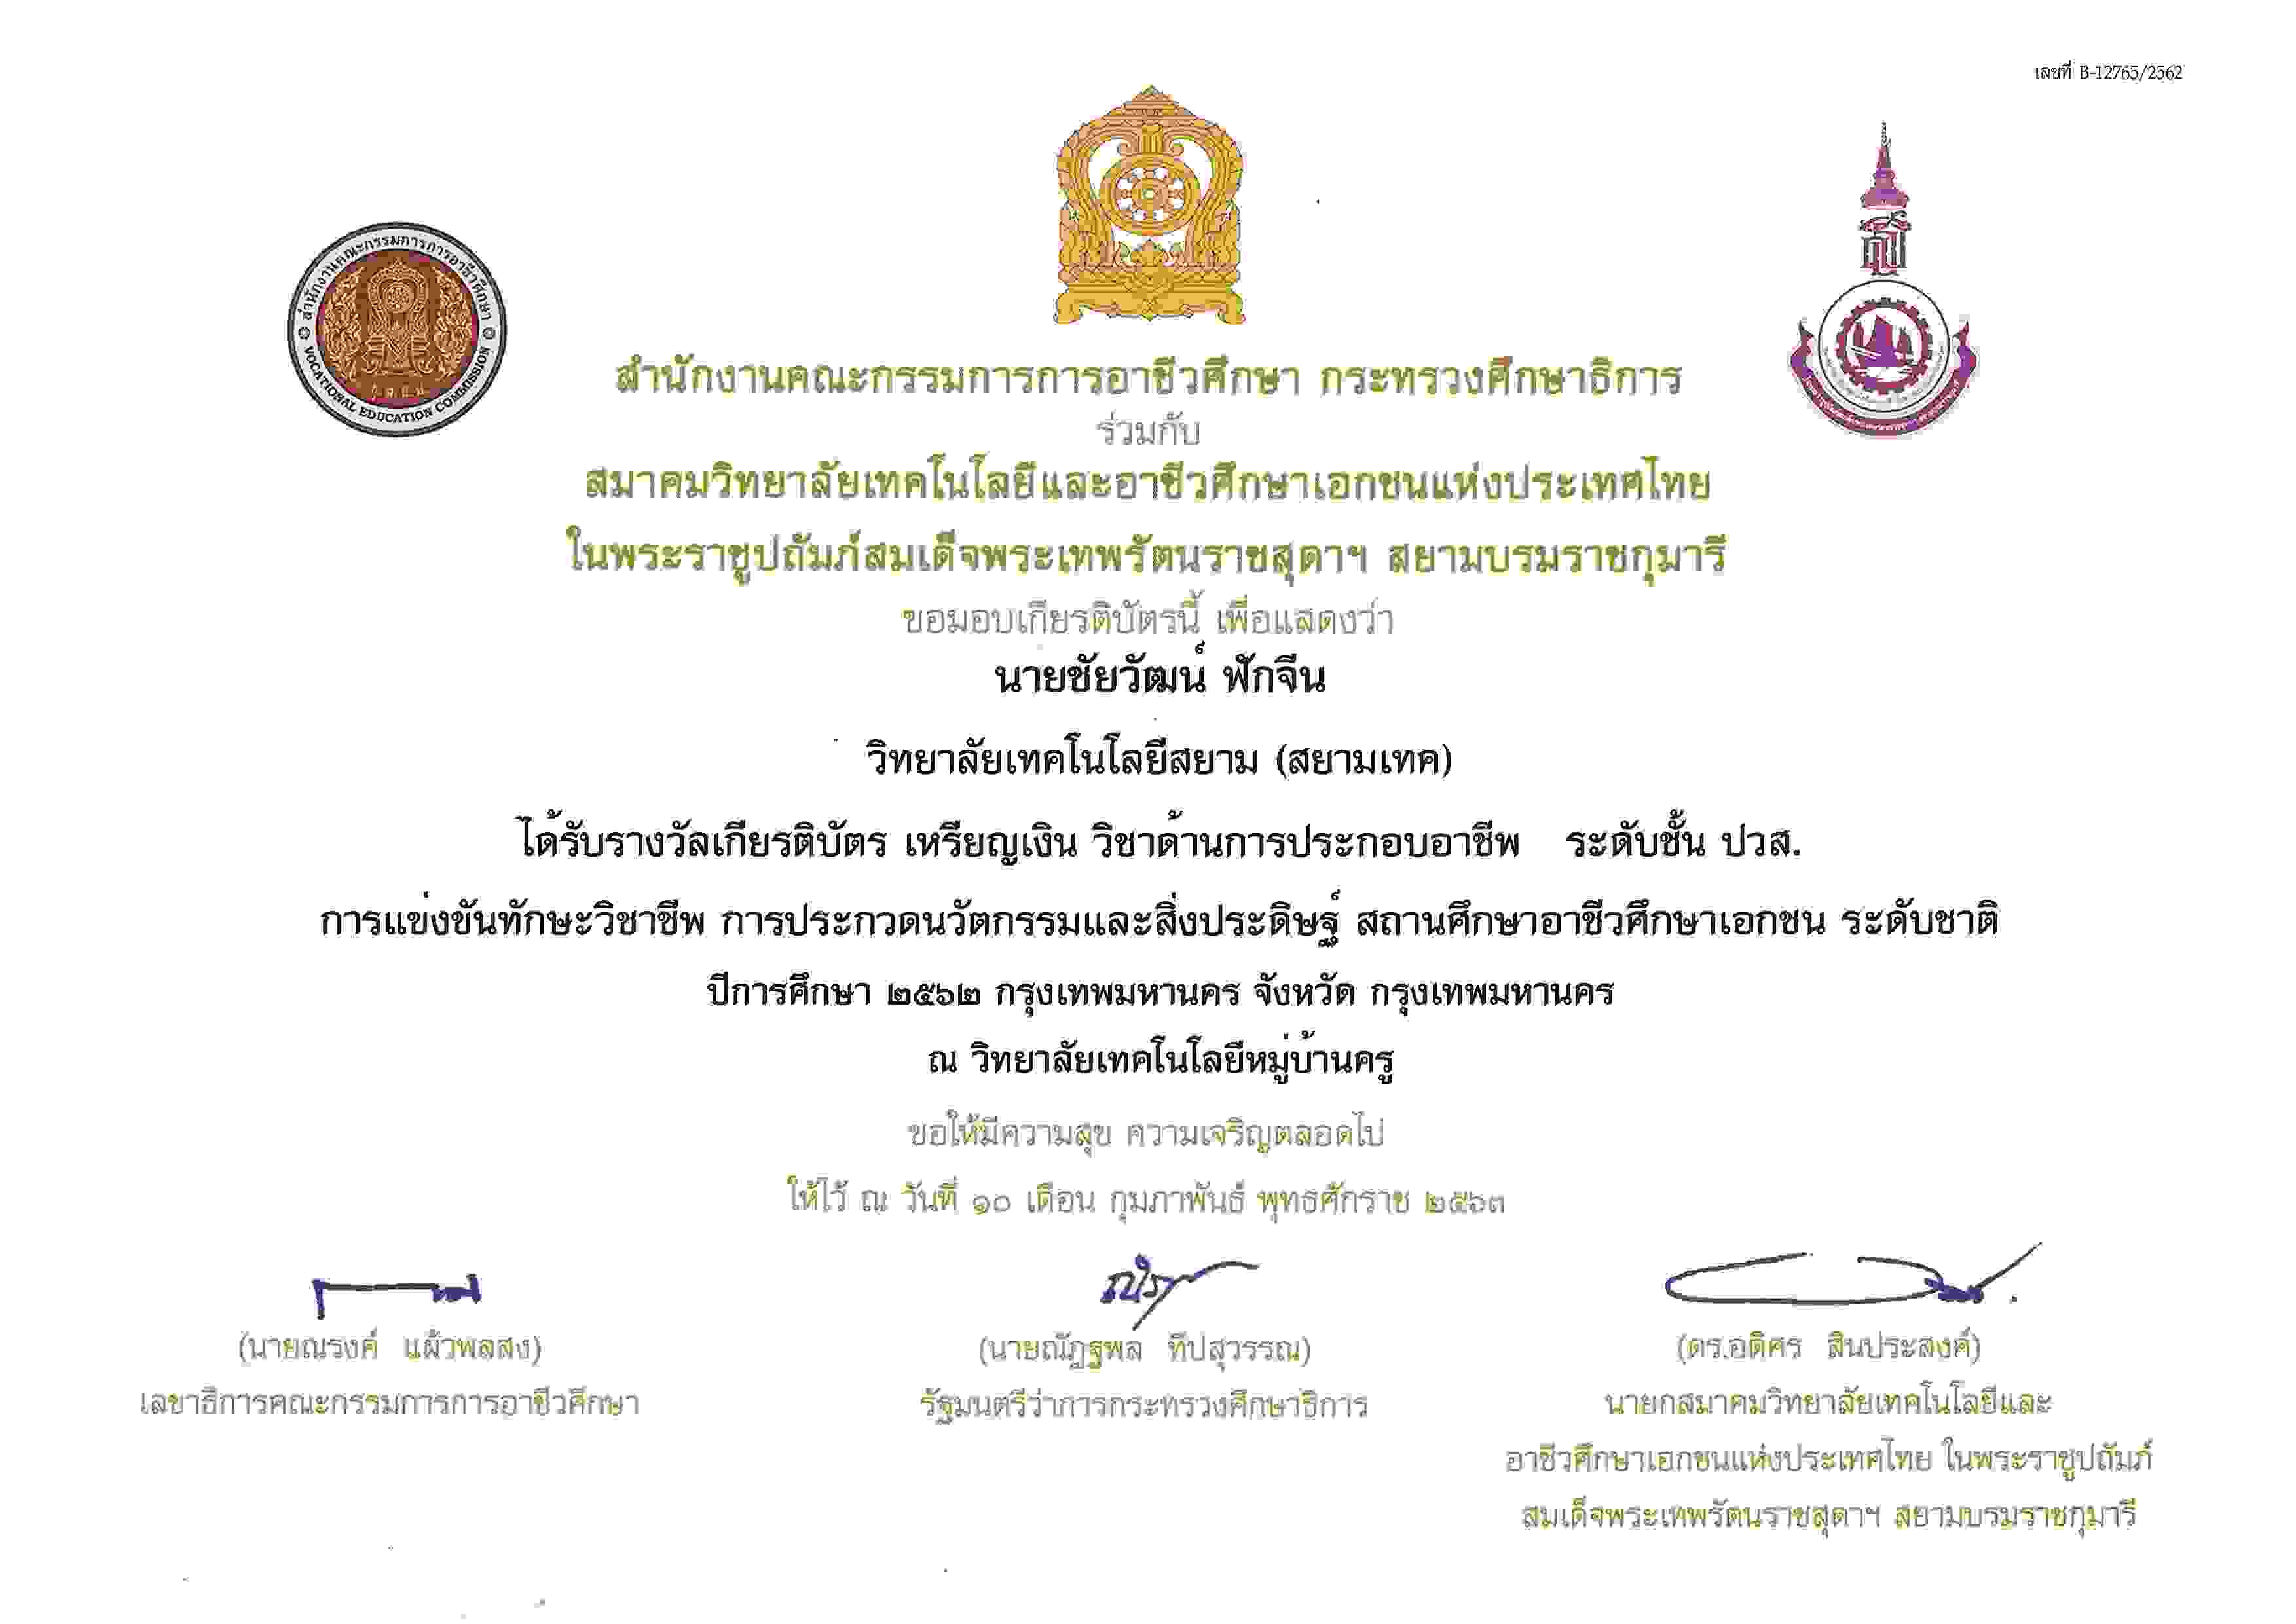 เลขที่ B-12765/2562
สำนักงานคณะกรรมการการอาชีวศึกษา
VOCATIONAL EDUCATION COMMISSION
สำนักงานคณะกรรมการการอาชีวศึกษา กระทรวงศึกษาธิการ
ร่วมกับ
สมาคมวิทยาลัยเทคโนโลยีและอาชีวศึกษาเอกชนแห่งประเทศไทย
ในพระราชูปถัมภ์สมเด็จพระเทพรัตนราชสุดาฯ สยามบรมราชกุมารี
ขอมอบเกียรติบัตรนี้ เพื่อแสดงว่า
นายชัยวัฒน์ ฟักจีน
วิทยาลัยเทคโนโลยีสยาม (สยามเทค)
ได้รับรางวัลเกียรติบัตร เหรียญเงิน วิชาด้านการประกอบอาชีพ ระดับชั้น ปวส.
การแข่งขันทักษะวิชาชีพ การประกวดนวัตกรรมและสิ่งประดิษฐ์ สถานศึกษาอาชีวศึกษาเอกชน ระดับชาติ
ปีการศึกษา ๒๕๖๒ กรุงเทพมหานคร จังหวัด กรุงเทพมหานคร
ณ วิทยาลัยเทคโนโลยีหมู่บ้านครู
ขอให้มีความสุข ความเจริญตลอดไป
ให้ไว้ ณ วันที่ ๑๐ เดือน กุมภาพันธ์ พุทธศักราช ๒๕๖๓
(นายณรงค์ แผ้วพลสง)
เลขาธิการคณะกรรมการการอาชีวศึกษา
(นายณัฏฐพล ทีปสุวรรณ)
รัฐมนตรีว่าการกระทรวงศึกษาธิการ
(ดร.อดิศร สินประสงค์)
นายกสมาคมวิทยาลัยเทคโนโลยีและ
อาชีวศึกษาเอกชนแห่งประเทศไทย ในพระราชูปถัมภ์
สมเด็จพระเทพรัตนราชสุดาฯ สยามบรมราชกุมารี